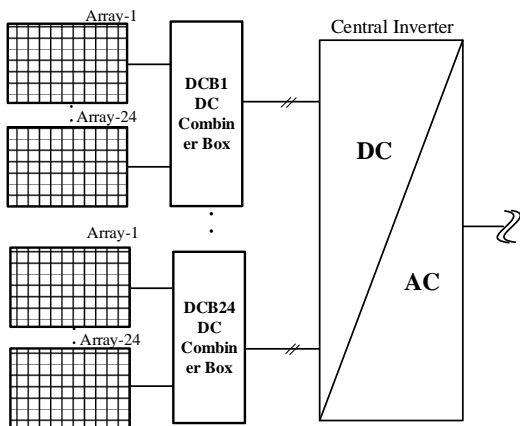 Array-1
Central Inverter
DCB1
DC
Combin
er Box
Array-24
DC
AC
Array-1
DCB24
DC
Combin
er Box
Array-24